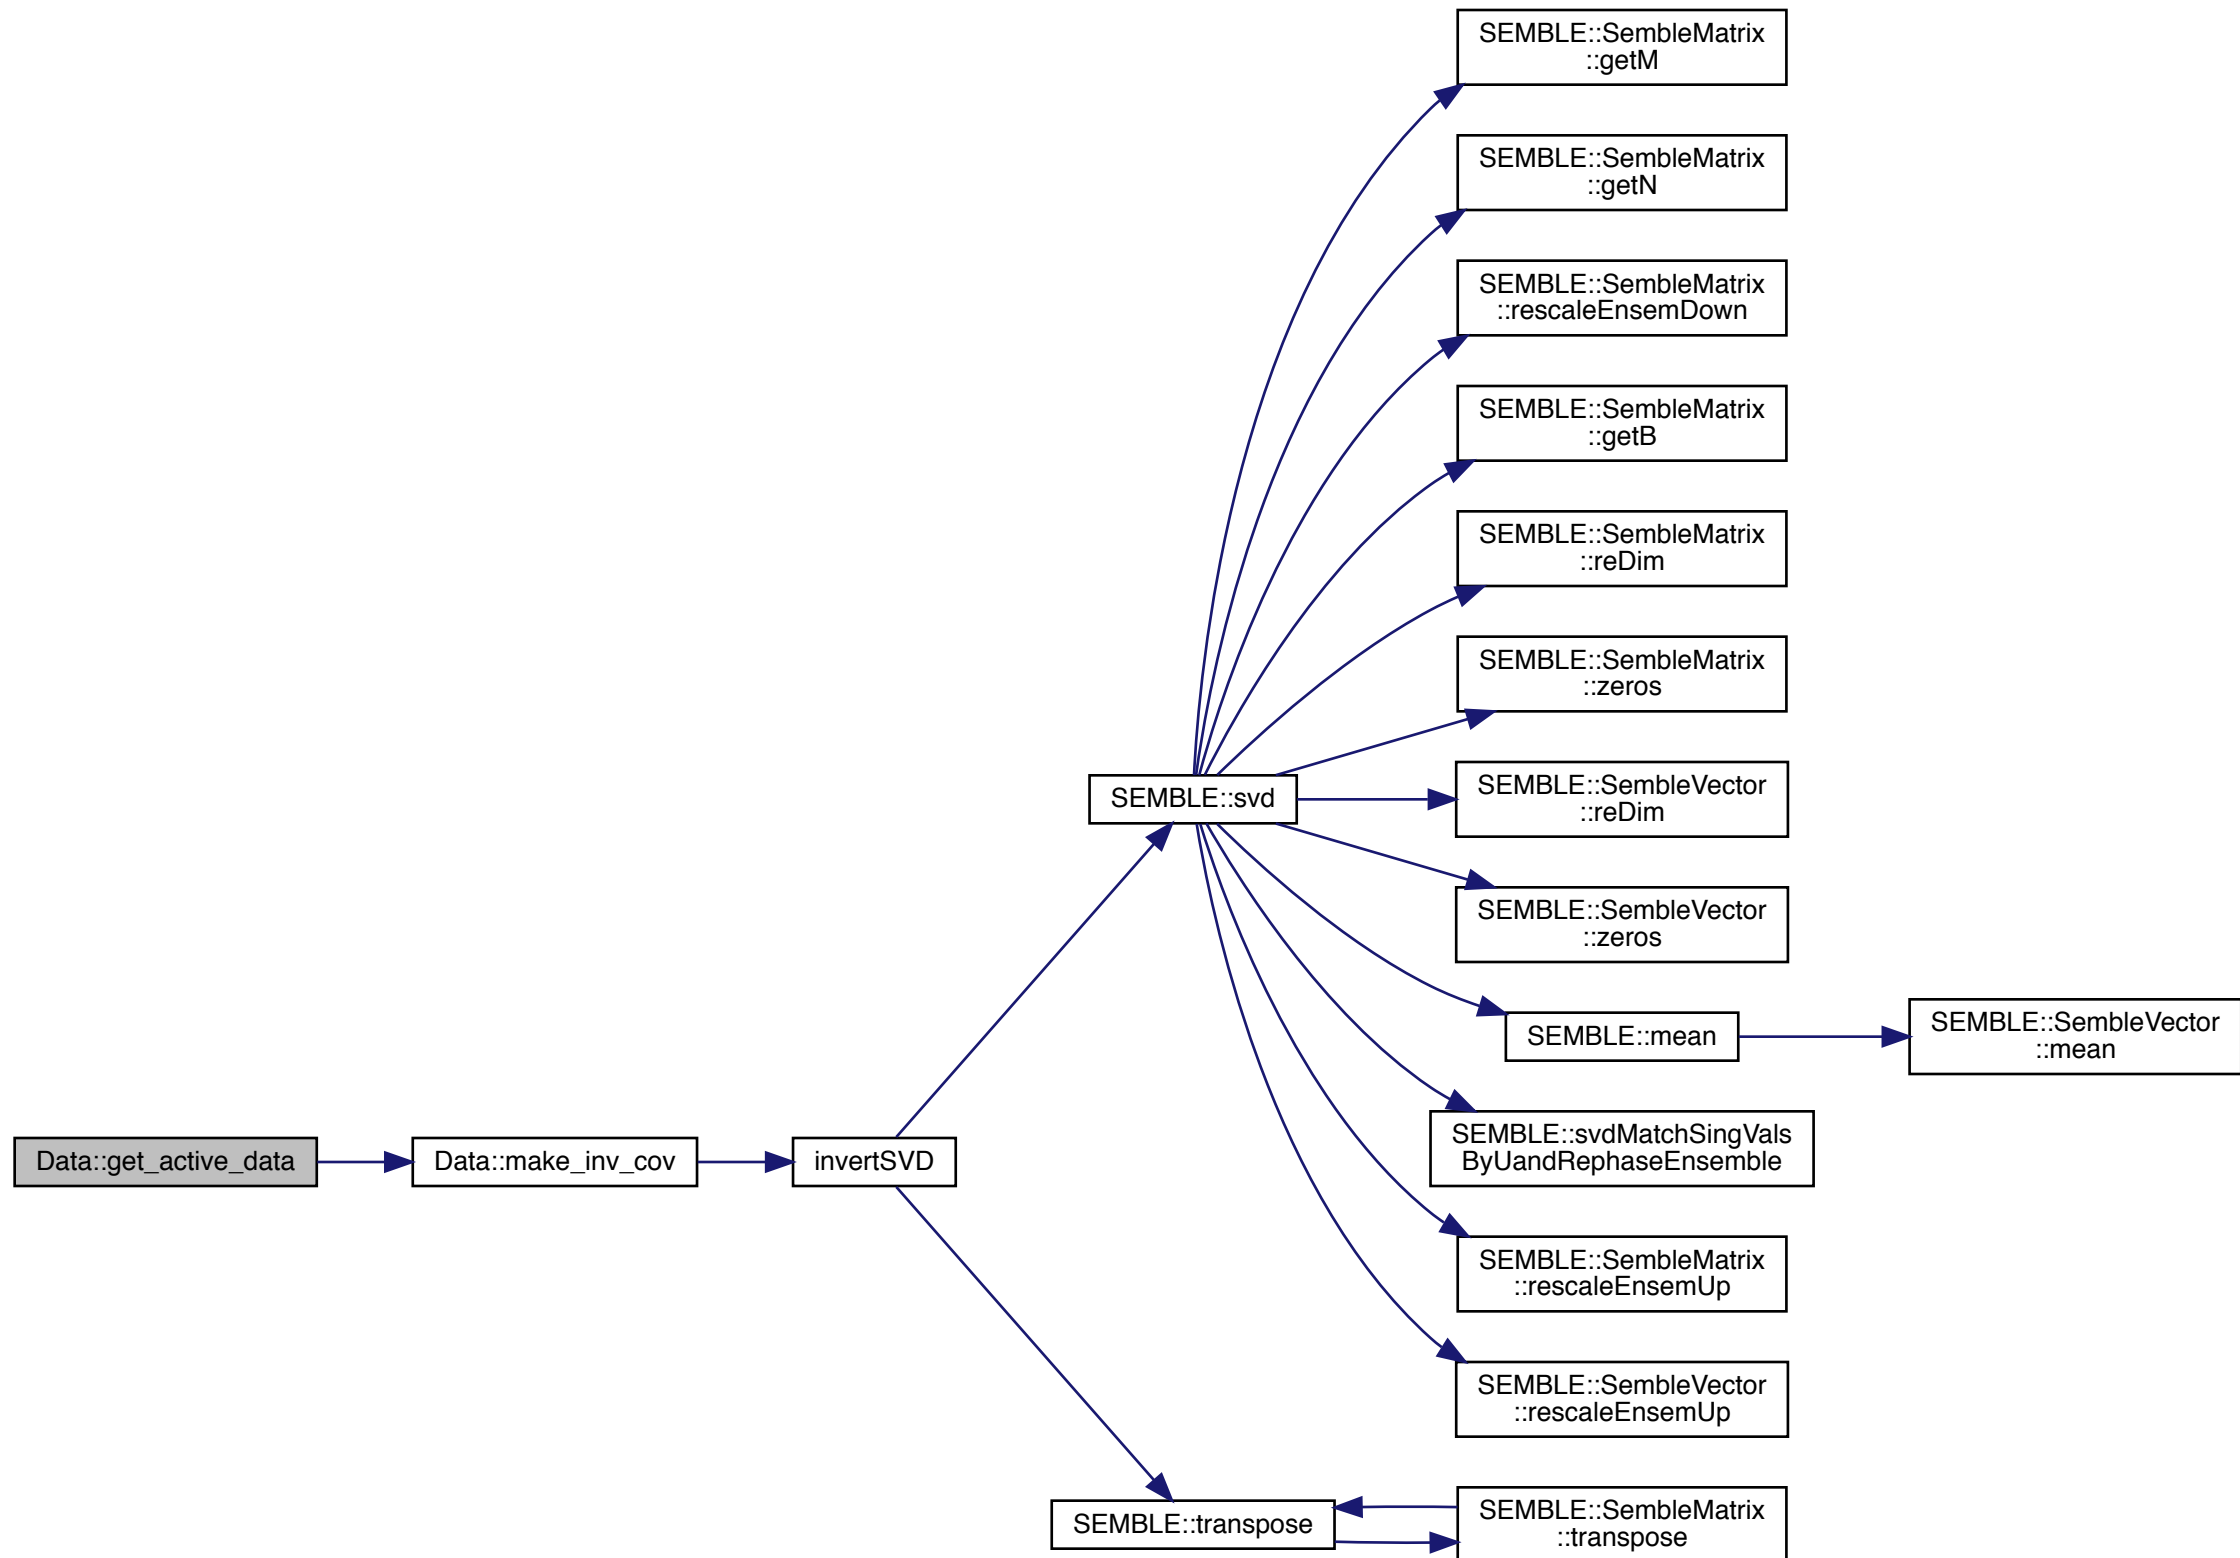 SEMBLE::SembleMatrix
::getM
SEMBLE::SembleMatrix
::getN
SEMBLE::SembleMatrix
::rescaleEnsemDown
SEMBLE::SembleMatrix
::getB
SEMBLE::SembleMatrix
::reDim
SEMBLE::SembleMatrix
::zeros
SEMBLE::svd
SEMBLE::SembleVector
::reDim
SEMBLE::SembleVector
::zeros
SEMBLE::mean
SEMBLE::SembleVector
::mean
Data::get_active_data
Data::make_inv_cov
invertSVD
SEMBLE::svdMatchSingVals
ByUandRephaseEnsemble
SEMBLE::SembleMatrix
::rescaleEnsemUp
SEMBLE::SembleVector
::rescaleEnsemUp
SEMBLE::transpose
SEMBLE::SembleMatrix
::transpose